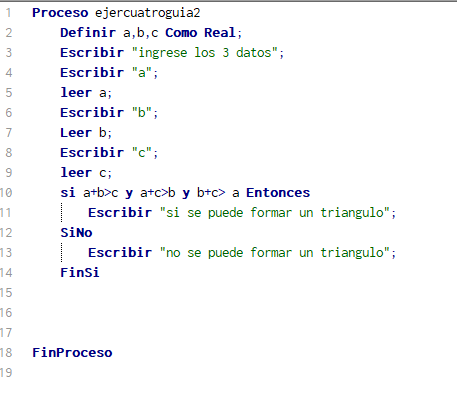 1 Proceso ejercuatroguia2
2 Definir a,b,c Como Real;
3 Escribir "ingrese los 3 datos";
4 Escribir "a";
5 leer a;
6 Escribir "b";
7 Leer b;
8 Escribir "c";
9 leer c;
10 si a+b>c y a+c>b y b+c> a Entonces
11 Escribir "si se puede formar un triangulo";
12 SiNo
13 Escribir "no se puede formar un triangulo";
14 FinSi
15
16
17
18 FinProceso
19